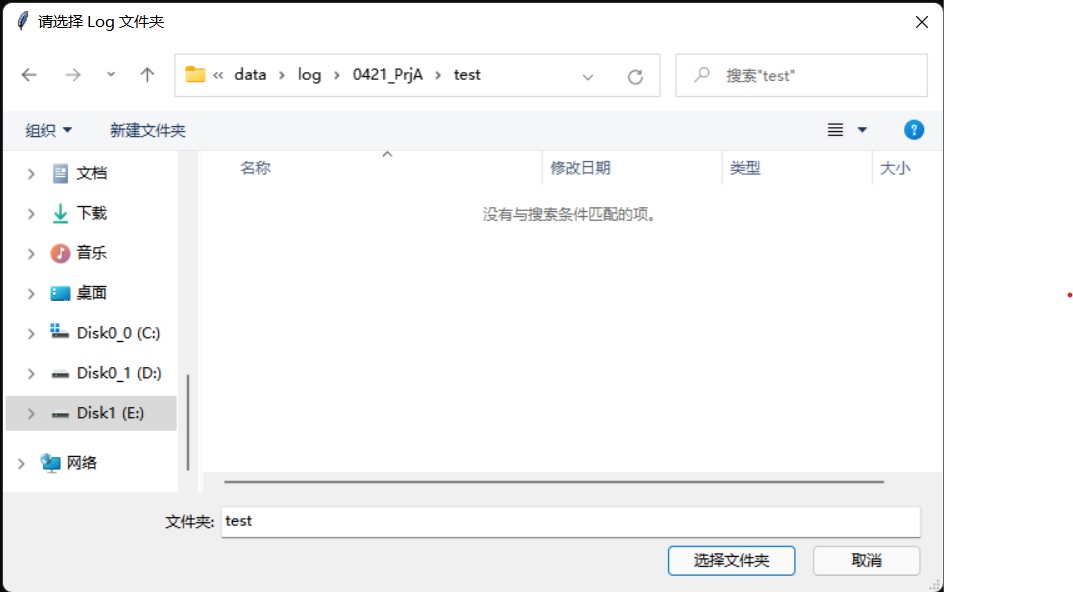 请选择 Log 文件夹
« data › log › 0421_PrjA › test
搜索"test"
组织 新建文件夹
名称 修改日期 类型 大小
没有与搜索条件匹配的项。
文档
下载
音乐
桌面
Disk0_0 (C:)
Disk0_1 (D:)
Disk1 (E:)
网络
文件夹: test
选择文件夹 取消